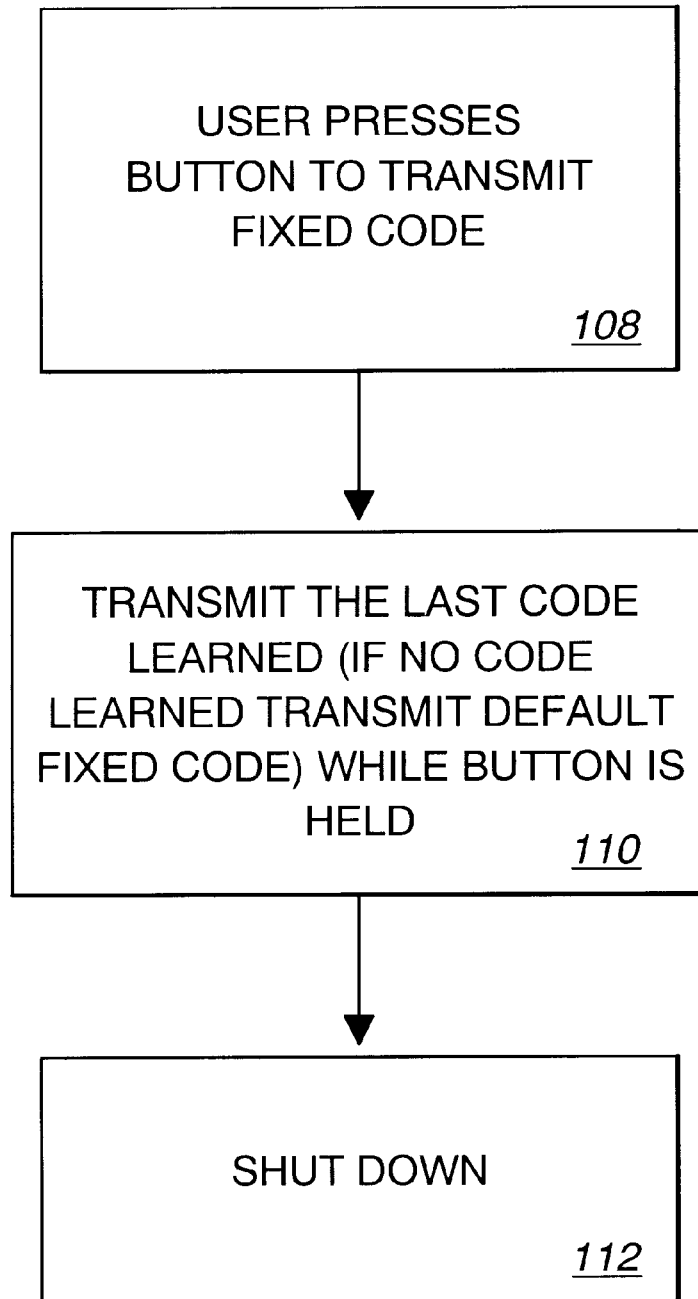 USER PRESSES
BUTTON TO TRANSMIT
FIXED CODE
108
TRANSMIT THE LAST CODE
LEARNED (IF NO CODE
LEARNED TRANSMIT DEFAULT
FIXED CODE) WHILE BUTTON IS
HELD
110
SHUT DOWN
112